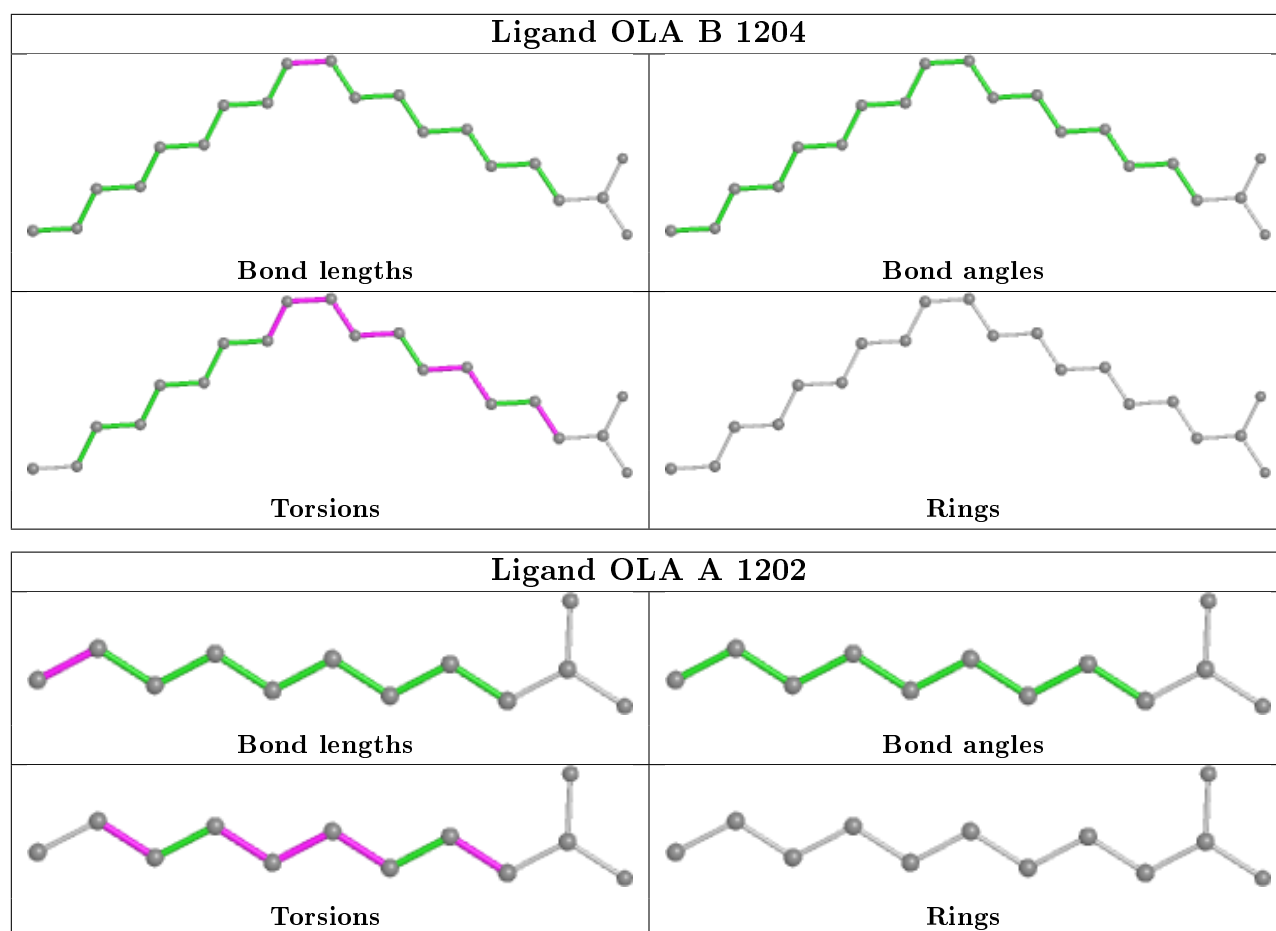 Ligand OLA B 1204
Bond lengths
Bond angles
Torsions
Rings
Ligand OLA A 1202
Bond lengths
Bond angles
Torsions
Rings